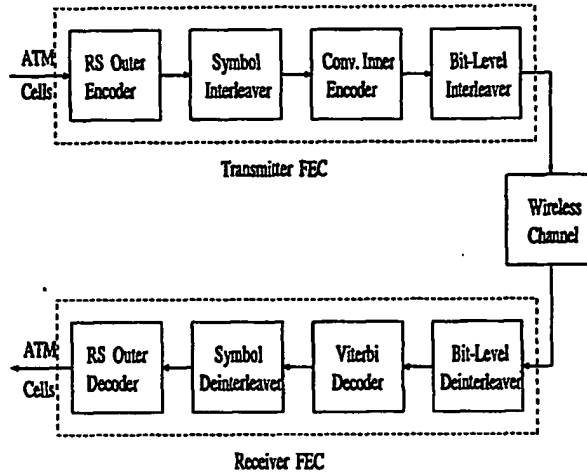 ATM
Cells
RS Outer
Encoder
Symbol
Interleaver
Conv. Inner
Encoder
Bit-Level
Interleaver
Transmitter FEC
Wireless
Channel
ATM
Cells
RS Outer
Decoder
Symbol
Deinterleaver
Viterbi
Decoder
Bit-Level
Deinterleaver
Receiver FEC